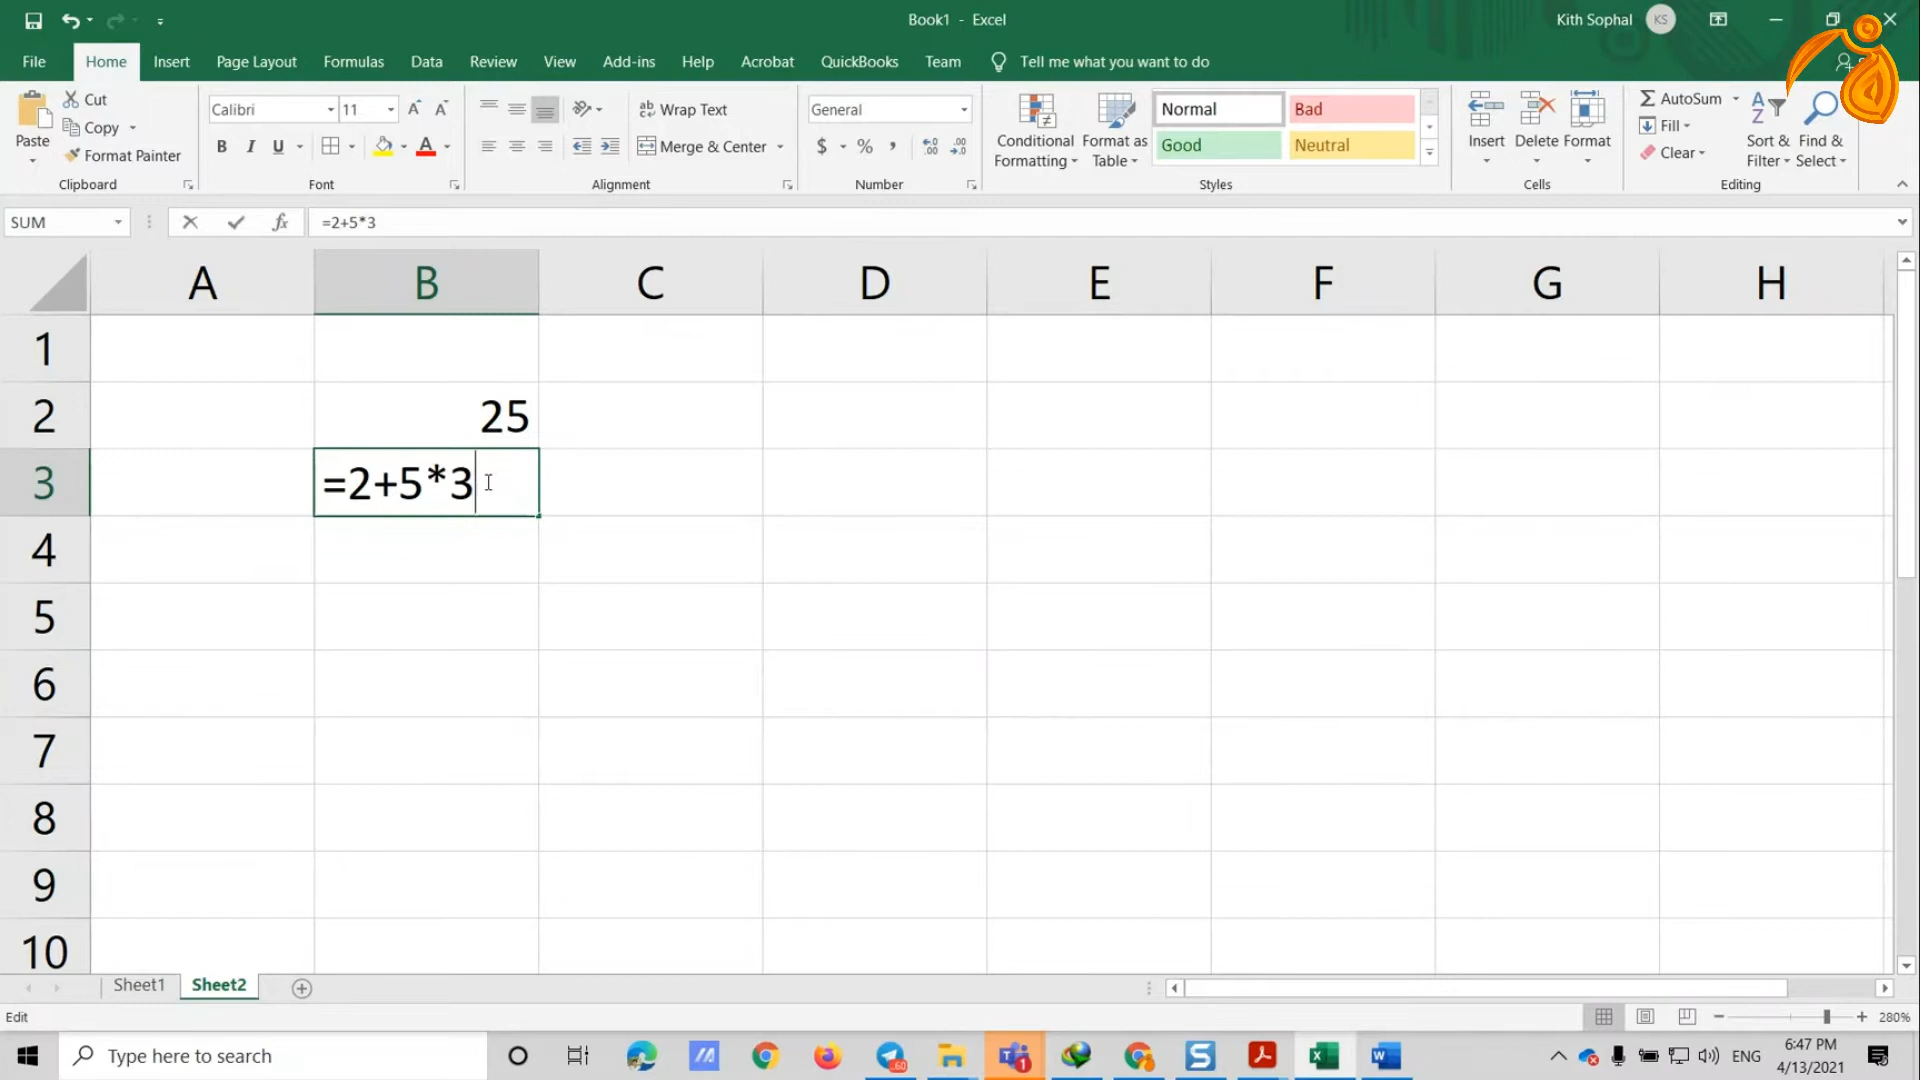 Book1 - Excel
Kith Sophal
KS
File
Home
Insert
Page Layout
Formulas
Data
Review
View
Add-ins
Help
Acrobat
QuickBooks
Team
Tell me what you want to do
Paste
Cut
Copy
Format Painter
Clipboard
Calibri
11
B I U
A
Font
ab Wrap Text
Merge & Center
Alignment
General
$ % ,
Number
Conditional Formatting
Format as Table
Normal
Bad
Good
Neutral
Styles
Insert
Delete
Format
Cells
AutoSum
Fill
Clear
Sort & Filter
Find & Select
Editing
SUM
fx
=2+5*3
A B C D E F G H
1
2 25
3 =2+5*3
4
5
6
7
8
9
10
Sheet1
Sheet2
Edit
280%
Type here to search
60
1
ENG
6:47 PM
4/13/2021